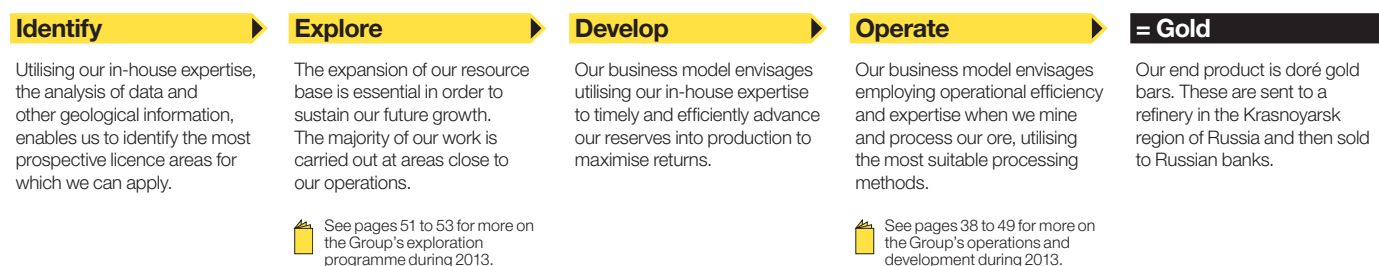 Identify
Utilising our in-house expertise,
the analysis of data and
other geological information,
enables us to identify the most
prospective licence areas for
which we can apply.
Explore
The expansion of our resource
base is essential in order to
sustain our future growth.
The majority of our work is
carried out at areas close to
our operations.
See pages 51 to 53 for more on
the Group's exploration
programme during 2013.
Develop
Our business model envisages
utilising our in-house expertise
to timely and efficiently advance
our reserves into production to
maximise returns.
Operate
Our business model envisages
employing operational efficiency
and expertise when we mine
and process our ore, utilising
the most suitable processing
methods.
See pages 38 to 49 for more on
the Group's operations and
development during 2013.
= Gold
Our end product is doré gold
bars. These are sent to a
refinery in the Krasnoyarsk
region of Russia and then sold
to Russian banks.